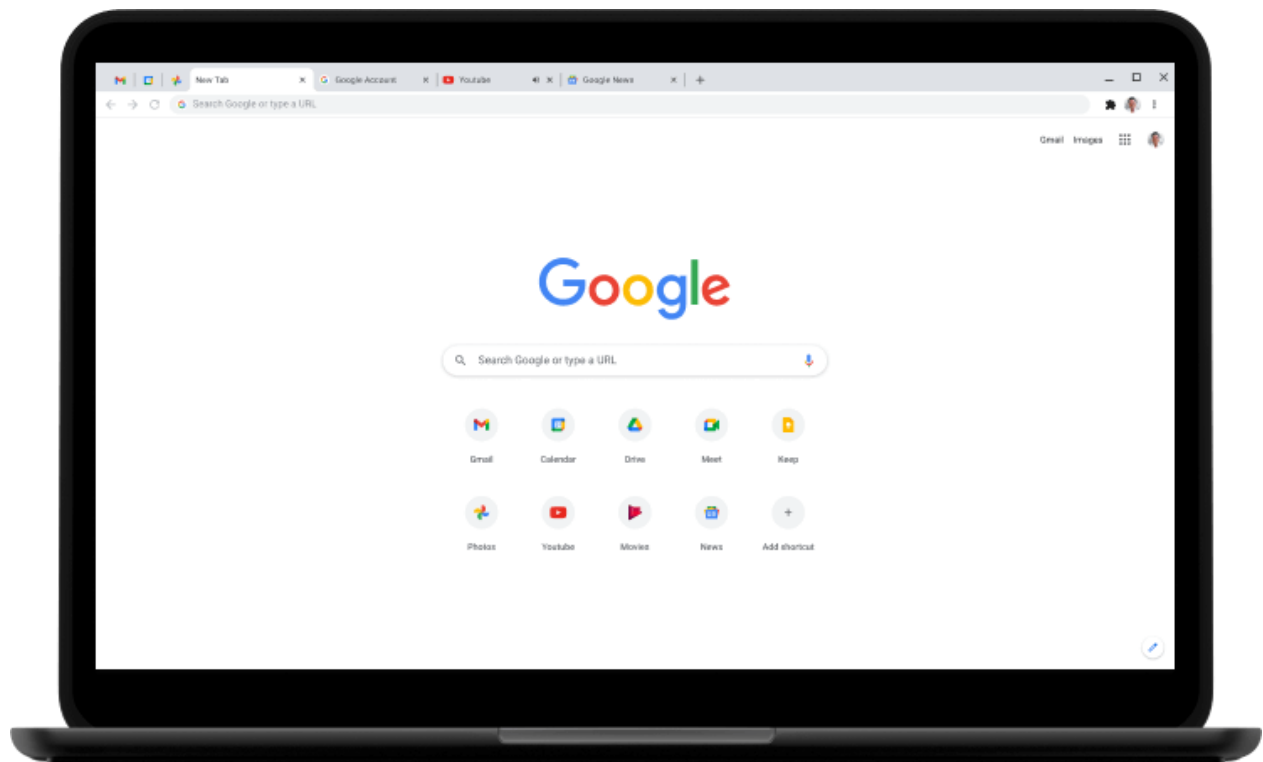 New Tab Google Account Youtube Google News
Search Google or type a URL
Gmail Images
Google
Search Google or type a URL
Gmail Calendar Drive Meet Keep
Photos Youtube Movies News Add shortcut